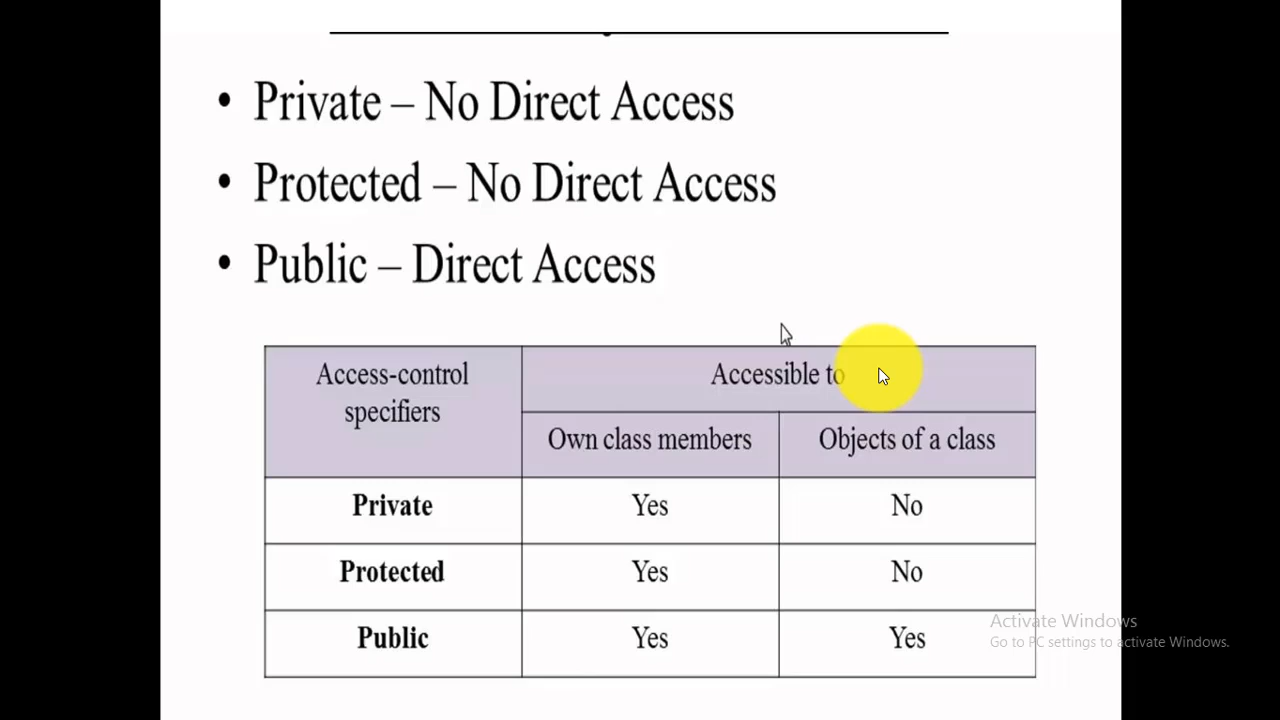 • Private – No Direct Access
• Protected – No Direct Access
• Public – Direct Access
Access-control
specifiers
Accessible to
Own class members
Objects of a class
Private
Yes
No
Protected
Yes
No
Public
Yes
Yes
Activate Windows
Go to PC settings to activate Windows.